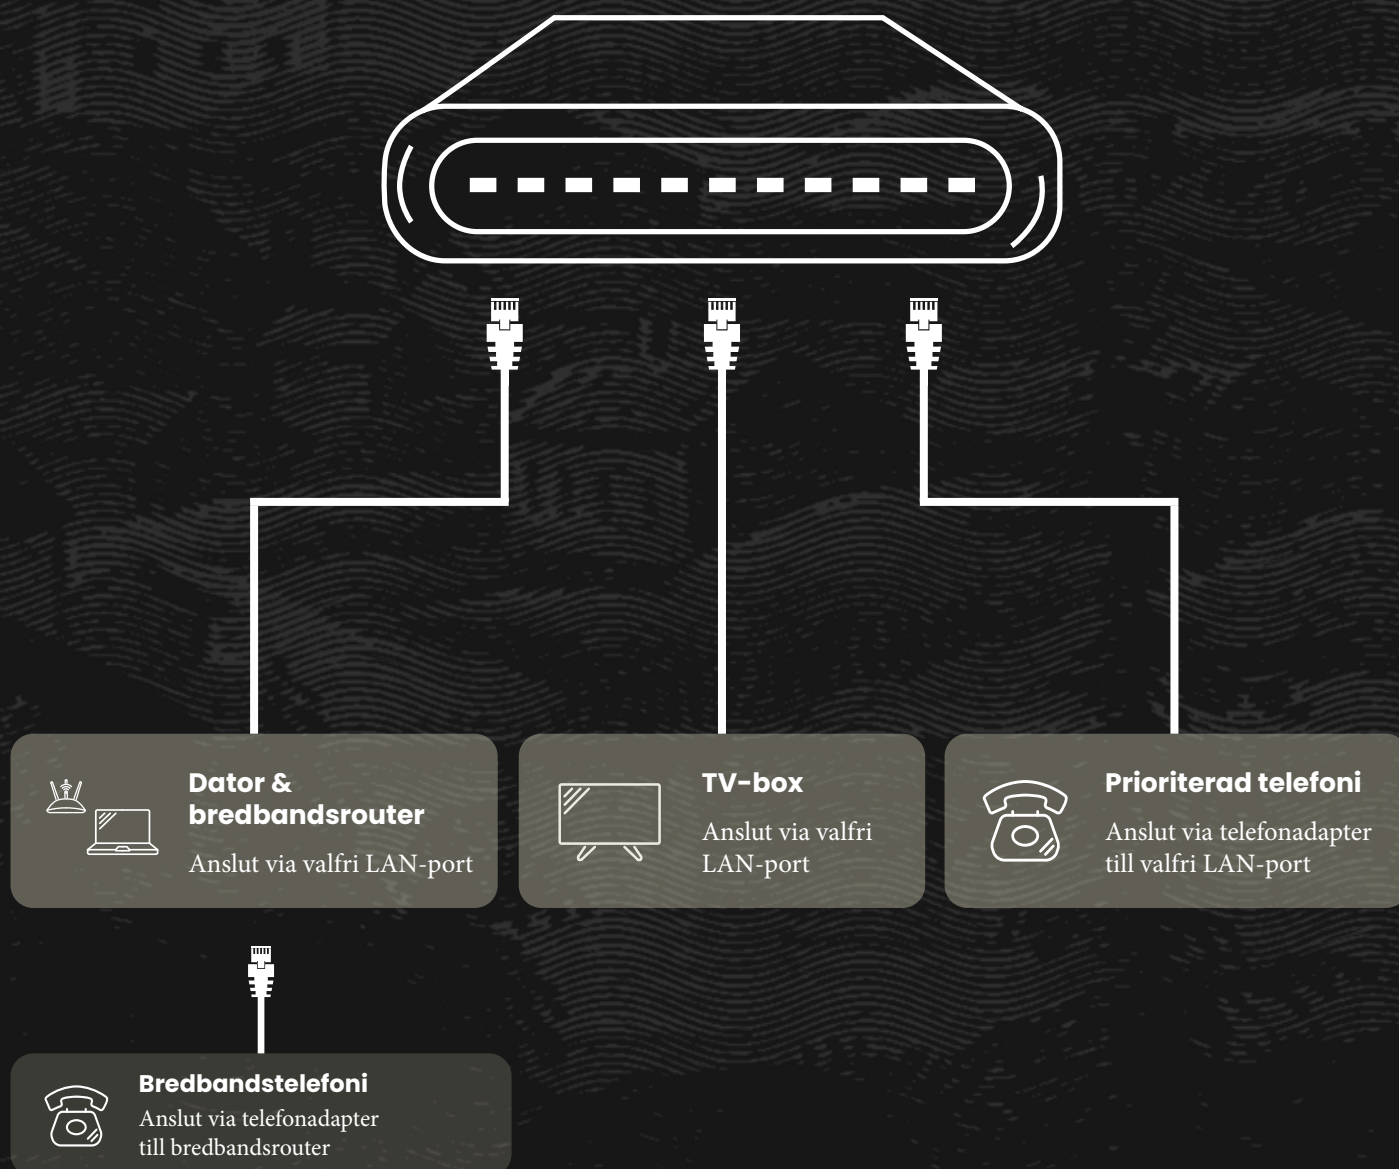 Dator &
bredbandsrouter
Anslut via valfri LAN-port
TV-box
Anslut via valfri
LAN-port
Prioriterad telefoni
Anslut via telefonadapter
till valfri LAN-port
Bredbandstelefoni
Anslut via telefonadapter
till bredbandsrouter